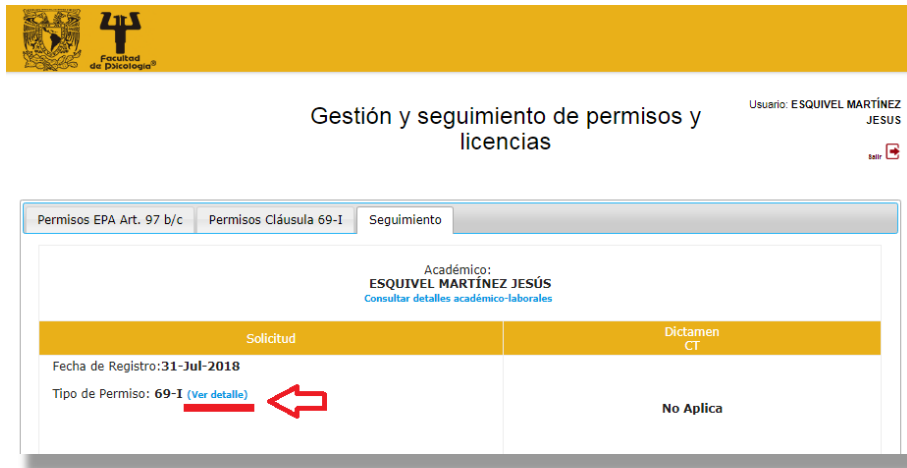 Facultad
de Psicología®
Gestión y seguimiento de permisos y
licencias
Usuario: ESQUIVEL MARTÍNEZ
JESUS
Salir
Permisos EPA Art. 97 b/c
Permisos Cláusula 69-I
Seguimiento
Académico:
ESQUIVEL MARTÍNEZ JESÚS
Consultar detalles académico-laborales
Solicitud
Dictamen
CT
Fecha de Registro:31-Jul-2018
Tipo de Permiso: 69-I (Ver detalle)
No Aplica